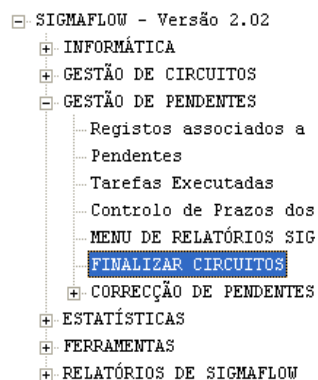 SIGMAFLOW - Versão 2.02
INFORMÁTICA
GESTÃO DE CIRCUITOS
GESTÃO DE PENDENTES
Registos associados a
Pendentes
Tarefas Executadas
Controlo de Prazos dos
MENU DE RELATÓRIOS SIG
FINALIZAR CIRCUITOS
CORRECÇÃO DE PENDENTES
ESTATÍSTICAS
FERRAMENTAS
RELATÓRIOS DE SIGMAFLOW